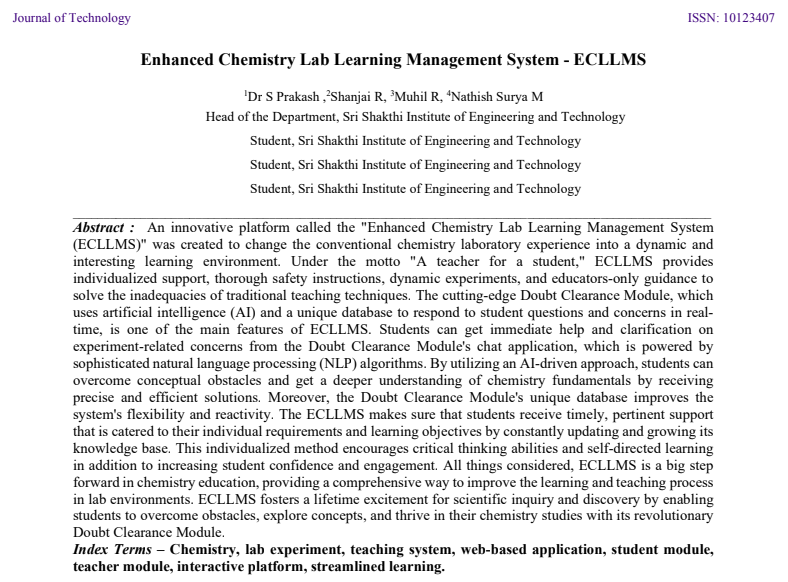 Journal of Technology
ISSN: 10123407
Enhanced Chemistry Lab Learning Management System - ECLLMS
1Dr S Prakash ,2Shanjai R, 3Muhil R, 4Nathish Surya M
Head of the Department, Sri Shakthi Institute of Engineering and Technology
Student, Sri Shakthi Institute of Engineering and Technology
Student, Sri Shakthi Institute of Engineering and Technology
Student, Sri Shakthi Institute of Engineering and Technology
Abstract : An innovative platform called the "Enhanced Chemistry Lab Learning Management System
(ECLLMS)" was created to change the conventional chemistry laboratory experience into a dynamic and
interesting learning environment. Under the motto "A teacher for a student," ECLLMS provides
individualized support, thorough safety instructions, dynamic experiments, and educators-only guidance to
solve the inadequacies of traditional teaching techniques. The cutting-edge Doubt Clearance Module, which
uses artificial intelligence (AI) and a unique database to respond to student questions and concerns in real-
time, is one of the main features of ECLLMS. Students can get immediate help and clarification on
experiment-related concerns from the Doubt Clearance Module's chat application, which is powered by
sophisticated natural language processing (NLP) algorithms. By utilizing an AI-driven approach, students can
overcome conceptual obstacles and get a deeper understanding of chemistry fundamentals by receiving
precise and efficient solutions. Moreover, the Doubt Clearance Module's unique database improves the
system's flexibility and reactivity. The ECLLMS makes sure that students receive timely, pertinent support
that is catered to their individual requirements and learning objectives by constantly updating and growing its
knowledge base. This individualized method encourages critical thinking abilities and self-directed learning
in addition to increasing student confidence and engagement. All things considered, ECLLMS is a big step
forward in chemistry education, providing a comprehensive way to improve the learning and teaching process
in lab environments. ECLLMS fosters a lifetime excitement for scientific inquiry and discovery by enabling
students to overcome obstacles, explore concepts, and thrive in their chemistry studies with its revolutionary
Doubt Clearance Module.
Index Terms – Chemistry, lab experiment, teaching system, web-based application, student module,
teacher module, interactive platform, streamlined learning.